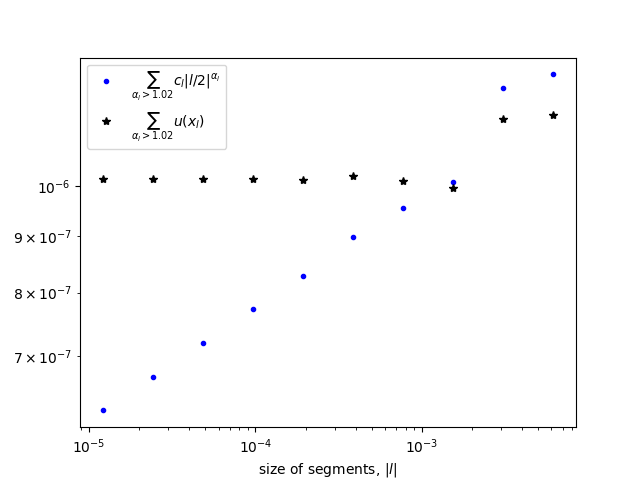 ∑ c_l|l/2|^{α_l}
α_l>1.02
∑ u(x_l)
α_l>1.02
10^{-6}
9 × 10^{-7}
8 × 10^{-7}
7 × 10^{-7}
10^{-5} 10^{-4} 10^{-3}
size of segments, |l|